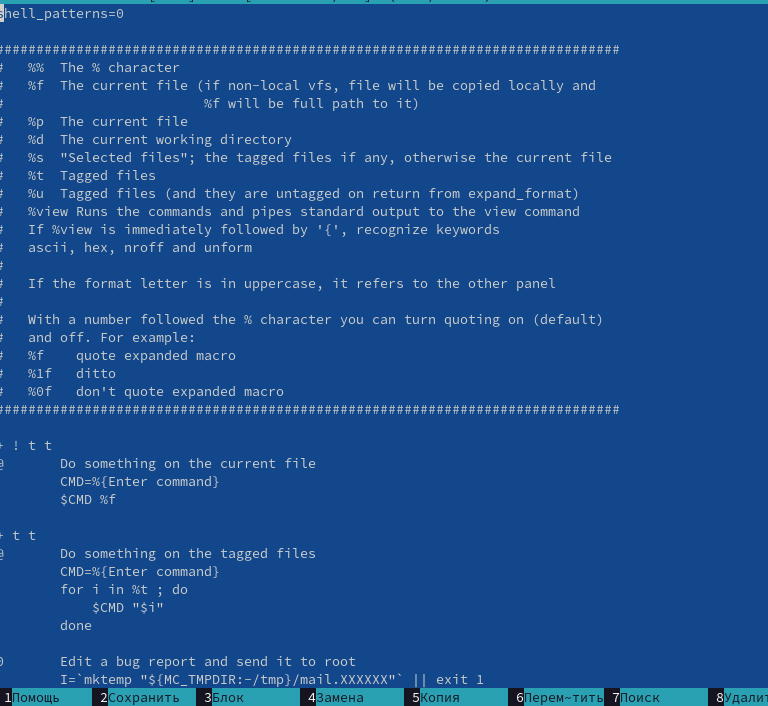 shell_patterns=0
###############################################################################
#   %%  The % character
#   %f  The current file (if non-local vfs, file will be copied locally and
#                         %f will be full path to it)
#   %p  The current file
#   %d  The current working directory
#   %s  "Selected files"; the tagged files if any, otherwise the current file
#   %t  Tagged files
#   %u  Tagged files (and they are untagged on return from expand_format)
#   %view Runs the commands and pipes standard output to the view command
#   If %view is immediately followed by '{', recognize keywords
#   ascii, hex, nroff and unform
#
#   If the format letter is in uppercase, it refers to the other panel
#
#   With a number followed the % character you can turn quoting on (default)
#   and off. For example:
#   %f    quote expanded macro
#   %1f   ditto
#   %0f   don't quote expanded macro
###############################################################################
+ ! t t
@       Do something on the current file
        CMD=%{Enter command}
        $CMD %f
+ t t
@       Do something on the tagged files
        CMD=%{Enter command}
        for i in %t ; do
            $CMD "$i"
        done
0       Edit a bug report and send it to root
        I=`mktemp "${MC_TMPDIR:-/tmp}/mail.XXXXXX"` || exit 1
1Помощь 2Сохранить 3Блок 4Замена 5Копия 6Перем~тить 7Поиск 8Удалит